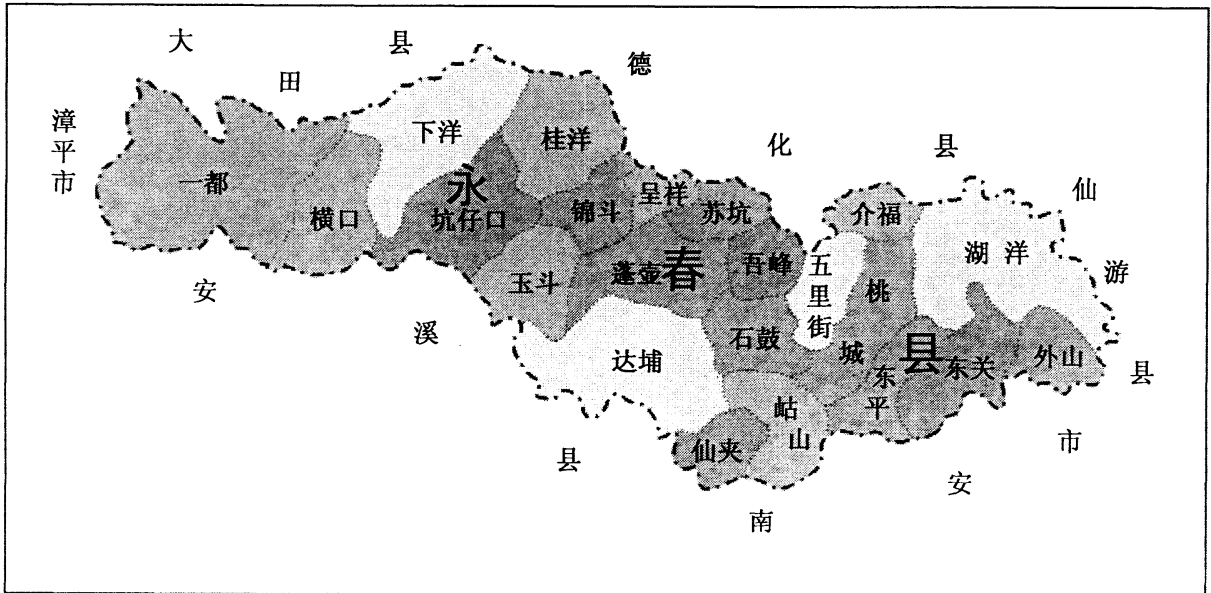 大田县
德化县
仙游县
漳平市
安溪县
南安市
永春县
一都
横口
下洋
坑仔口
桂洋
锦斗
呈祥
苏坑
玉斗
蓬壶
吾峰
五里街
介福
桃城
湖洋
石鼓
达埔
东平
东关
外山
岵山
仙夹